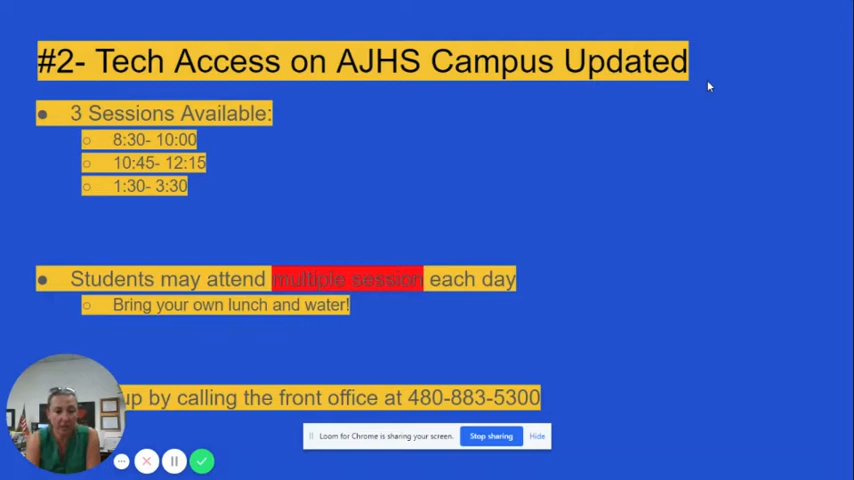 #2- Tech Access on AJHS Campus Updated
● 3 Sessions Available:
○ 8:30- 10:00
○ 10:45- 12:15
○ 1:30- 3:30
● Students may attend multiple session each day
○ Bring your own lunch and water!
up by calling the front office at 480-883-5300
Loom for Chrome is sharing your screen. Stop sharing Hide